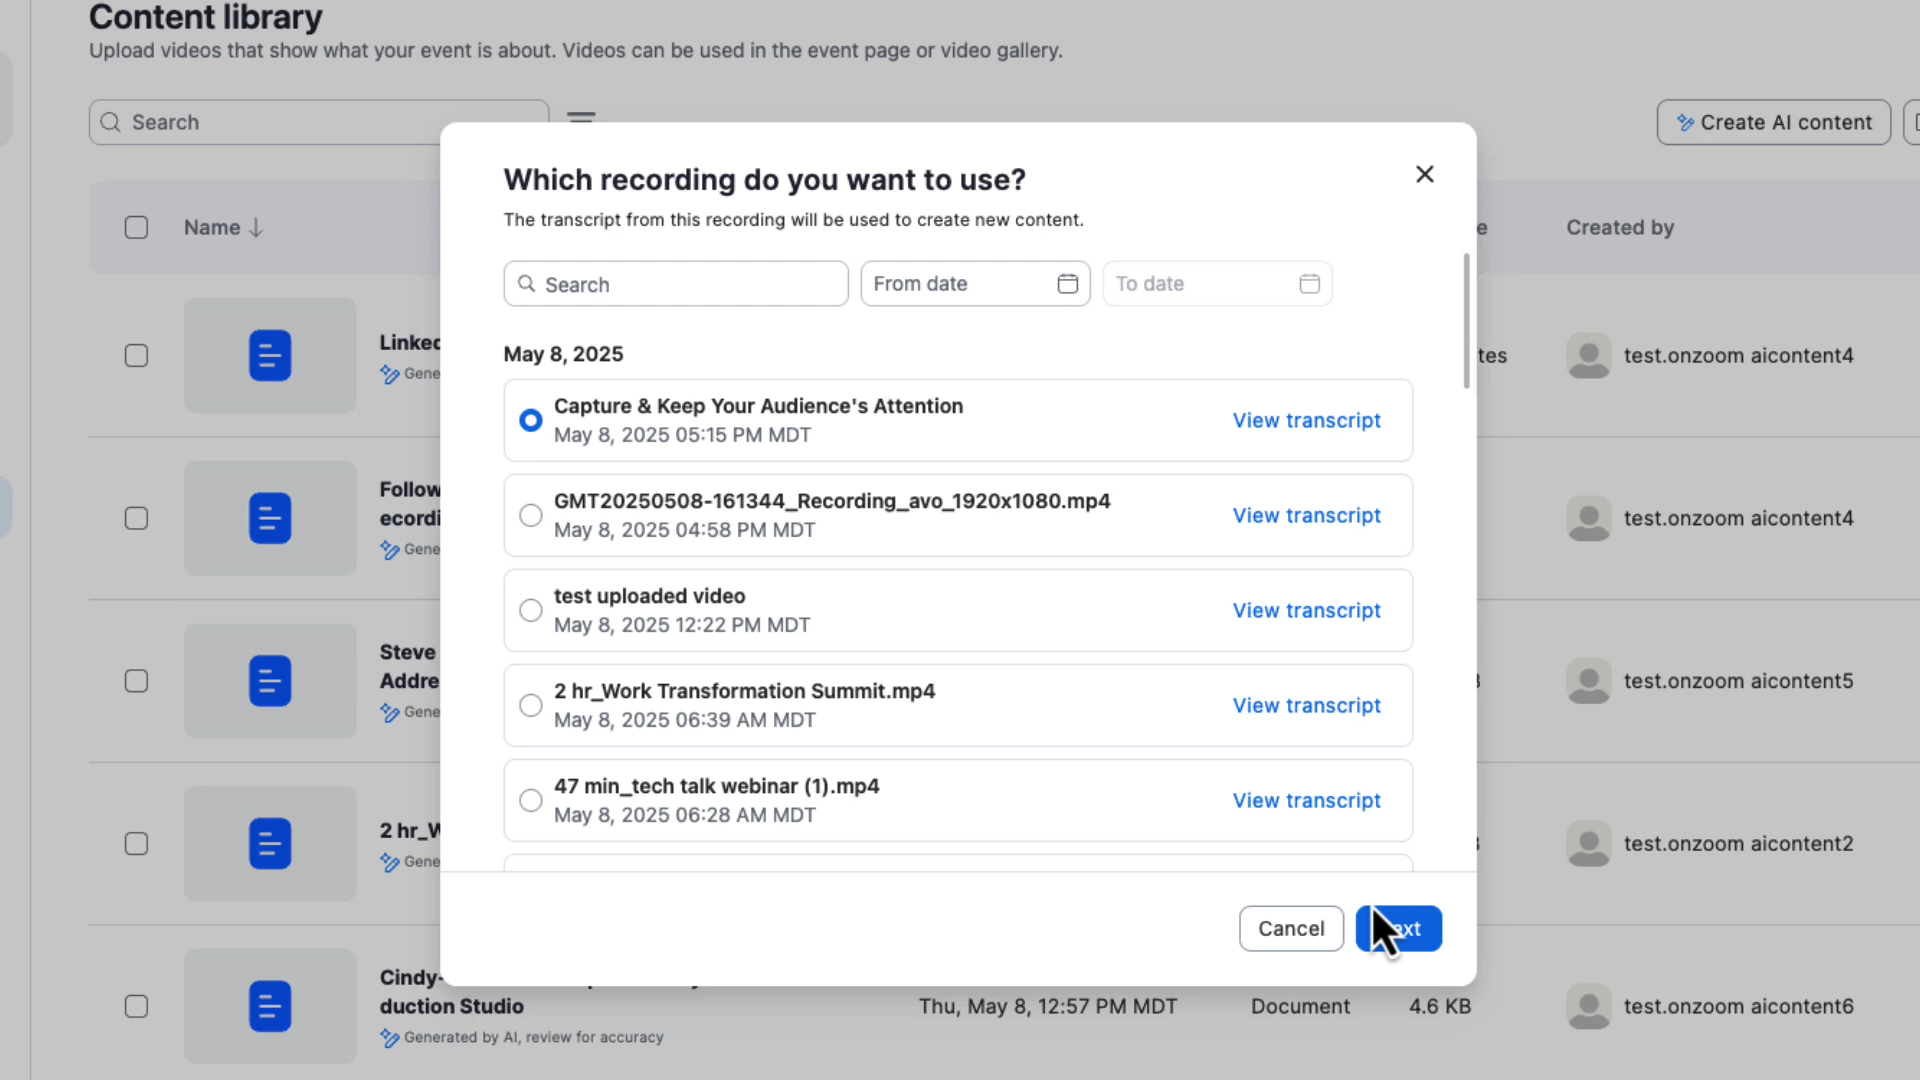 Content library
Upload videos that show what your event is about. Videos can be used in the event page or video gallery.
Search
Create AI content
Name
Created by
Which recording do you want to use?
The transcript from this recording will be used to create new content.
Search
From date
To date
May 8, 2025
Capture & Keep Your Audience's Attention
May 8, 2025 05:15 PM MDT
View transcript
GMT20250508-161344_Recording_avo_1920x1080.mp4
May 8, 2025 04:58 PM MDT
View transcript
test uploaded video
May 8, 2025 12:22 PM MDT
View transcript
2 hr_Work Transformation Summit.mp4
May 8, 2025 06:39 AM MDT
View transcript
47 min_tech talk webinar (1).mp4
May 8, 2025 06:28 AM MDT
View transcript
Cancel
test.onzoom aicontent4
Follow
test.onzoom aicontent4
Steve
Addre
test.onzoom aicontent5
2 hr_W
test.onzoom aicontent2
Cindy-
duction Studio
Generated by AI, review for accuracy
Thu, May 8, 12:57 PM MDT
Document
4.6 KB
test.onzoom aicontent6